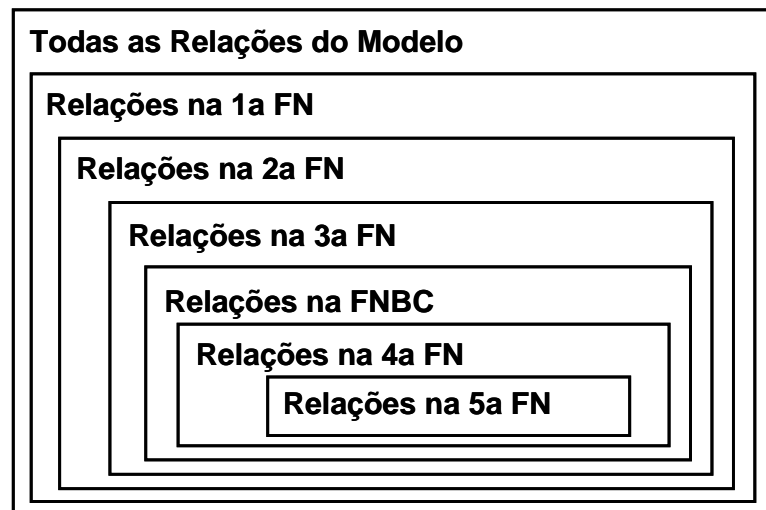 Todas as Relações do Modelo
Relações na 1a FN
Relações na 2a FN
Relações na 3a FN
Relações na FNBC
Relações na 4a FN
Relações na 5a FN